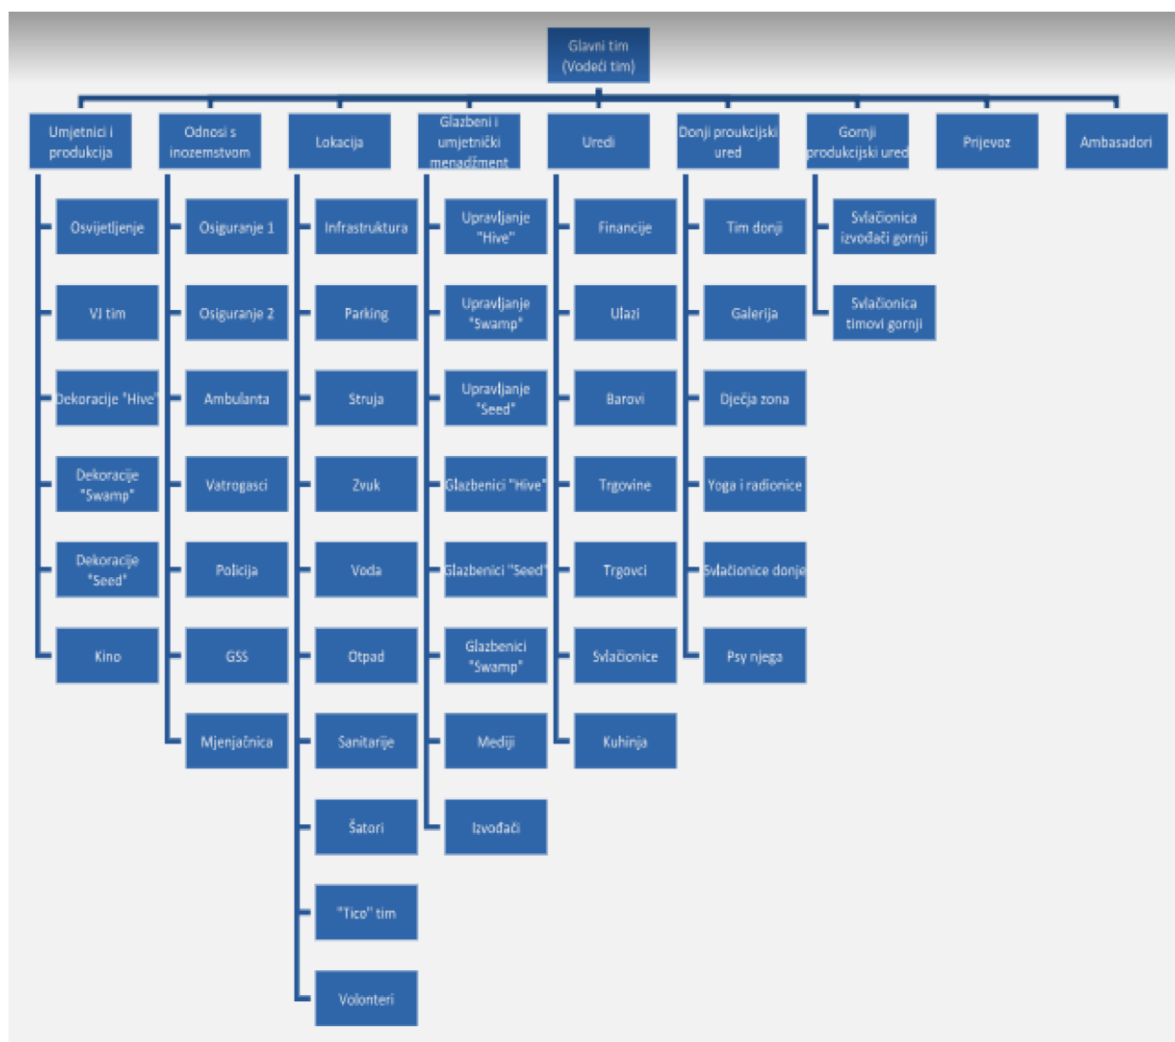 Glavni tim
(Vodeći tim)
Umjetnici i
produkcija
Odnosi s
inozemstvom
Lokacija
Glazbeni i
umjetnički
menadžment
Uredi
Donji proukcijski
ured
Gornji
produkcijski ured
Prijevoz
Ambasadori
Osvijetljenje
VJ tim
Dekoracije "Hive"
Dekoracije
"Swamp"
Dekoracije
"Seed"
Kino
Osiguranje 1
Osiguranje 2
Ambulanta
Vatrogasci
Policija
GSS
Mjenjačnica
Infrastruktura
Parking
Struja
Zvuk
Voda
Otpad
Sanitarije
Šatori
"Tico" tim
Volonteri
Upravljanje
"Hive"
Upravljanje
"Swamp"
Upravljanje
"Seed"
Glazbenici "Hive"
Glazbenici "Seed"
Glazbenici
"Swamp"
Mediji
Izvođači
Financije
Ulazi
Barovi
Trgovine
Trgovci
Svlačionice
Kuhinja
Tim donji
Galerija
Dječja zona
Yoga i radionice
Svlačionice donje
Psy njega
Svlačionica
izvođači gornji
Svlačionica
timovi gornji